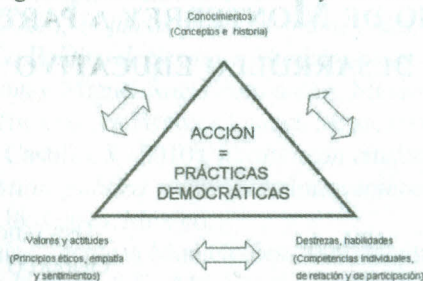 Conocimientos
(Conceptos e historia)
ACCIÓN
=
PRÁCTICAS
DEMOCRÁTICAS
Valores y actitudes
(Principios éticos, empatía
y sentimientos)
Destrezas, habilidades
(Competencias individuales,
de relación y de participación)